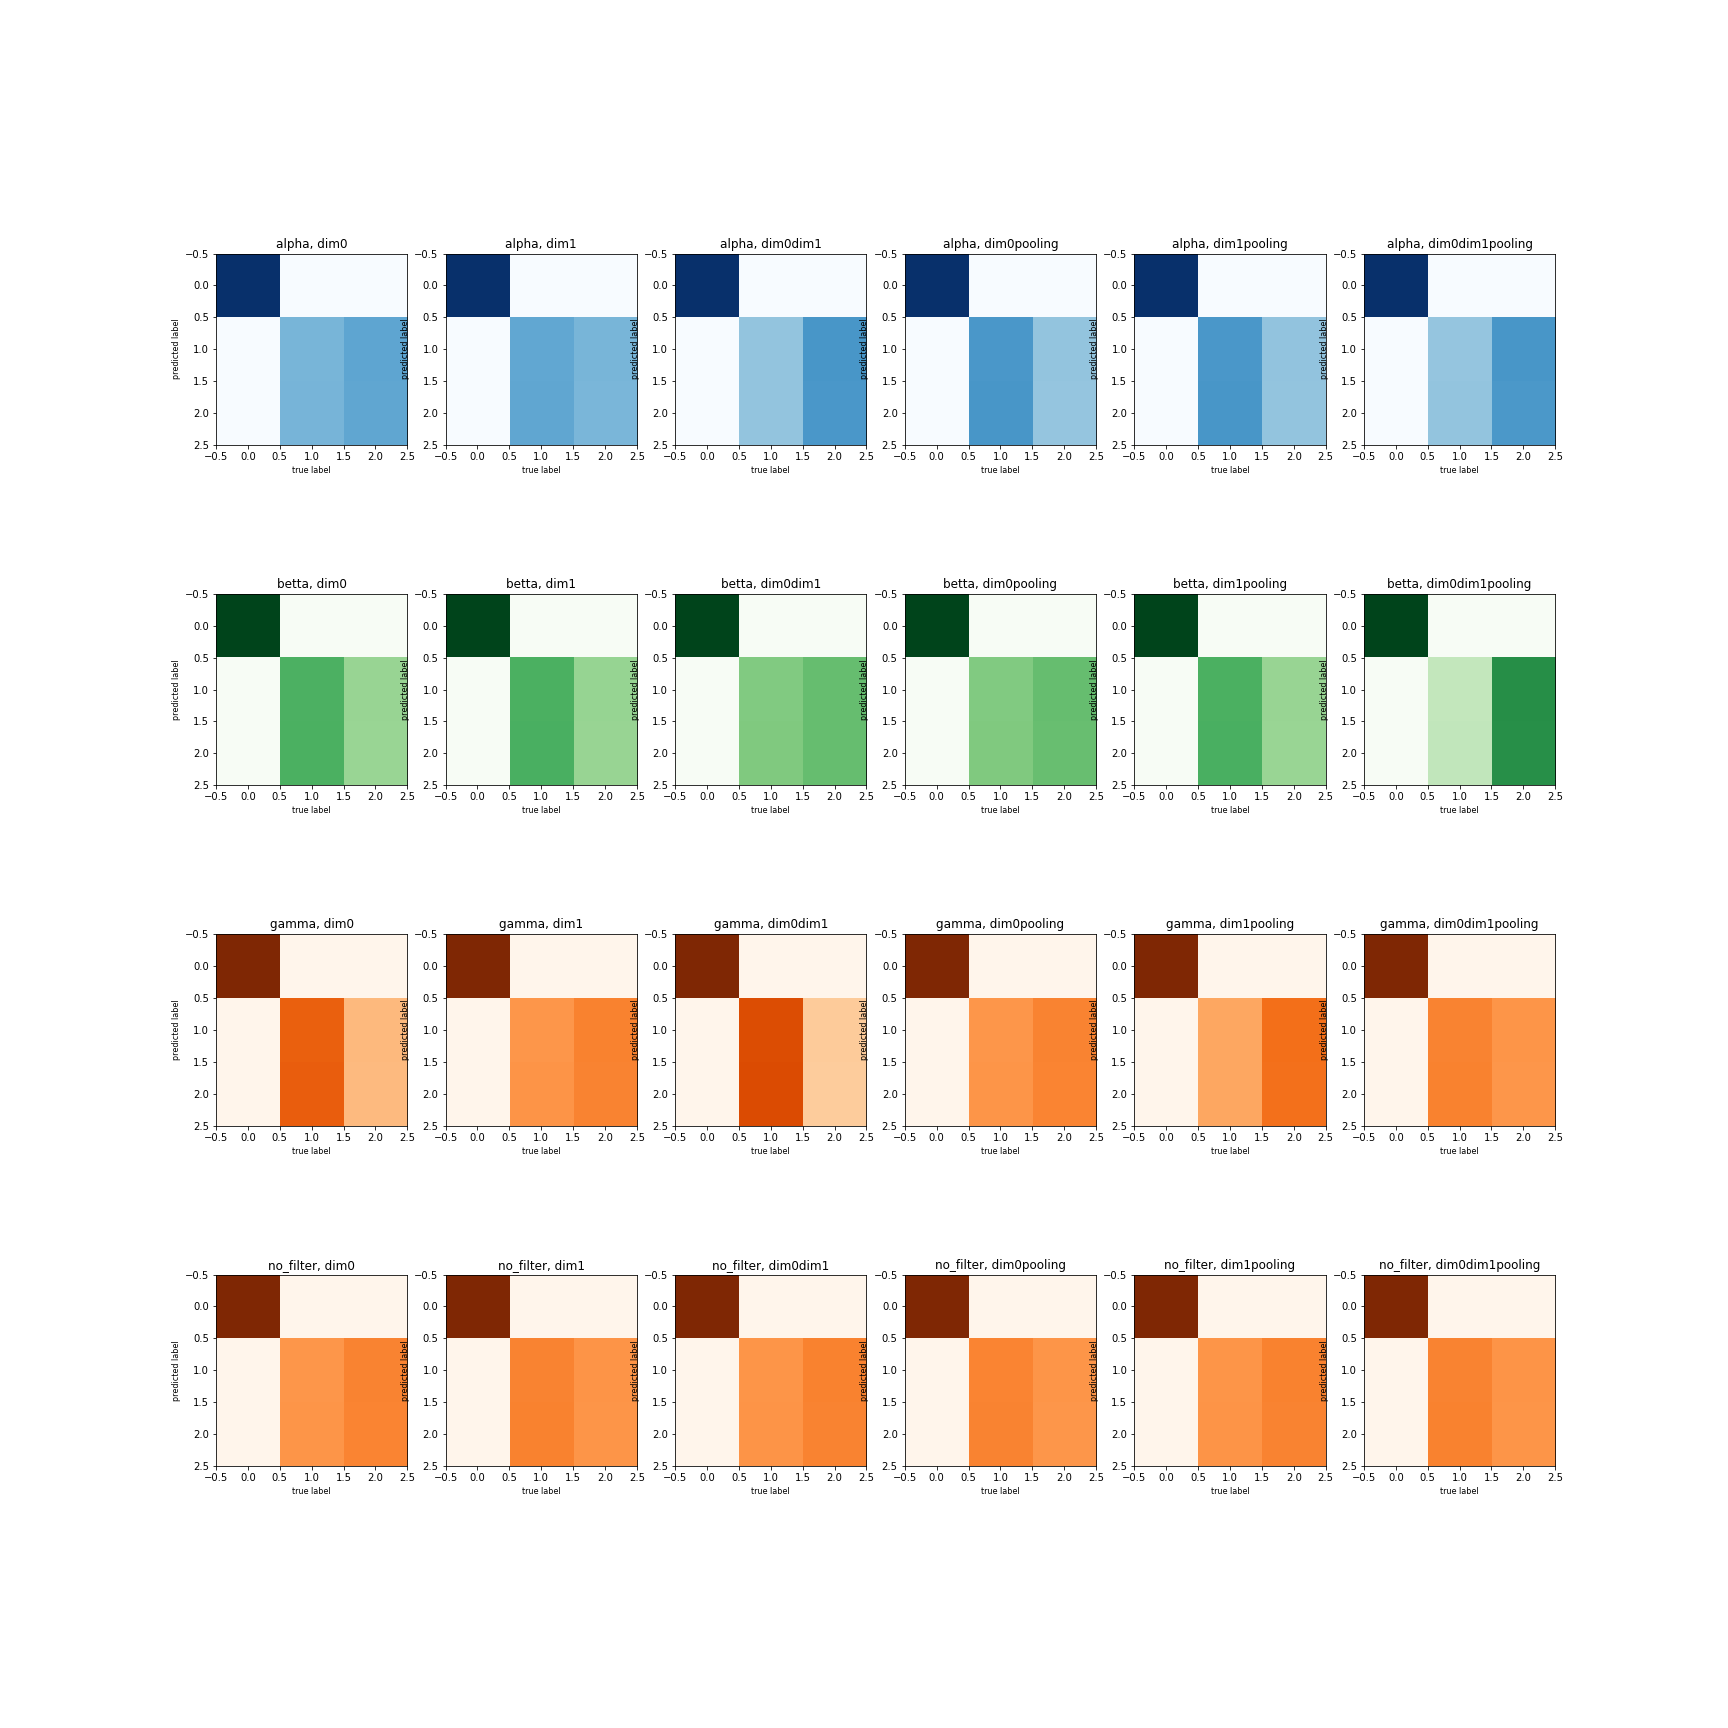 alpha, dim0 alpha, dim1 alpha, dim0dim1 alpha, dim0pooling alpha, dim1pooling alpha, dim0dim1pooling
−0.5 −0.5 −0.5 −0.5 −0.5 −0.5
0.0 0.0 0.0 0.0 0.0 0.0
0.5 0.5 0.5 0.5 0.5 0.5
predicted label predicted label predicted label predicted label predicted label predicted label
1.0 1.0 1.0 1.0 1.0 1.0
1.5 1.5 1.5 1.5 1.5 1.5
2.0 2.0 2.0 2.0 2.0 2.0
2.5 2.5 2.5 2.5 2.5 2.5
−0.5 0.0 0.5 1.0 1.5 2.0 2.5 −0.5 0.0 0.5 1.0 1.5 2.0 2.5 −0.5 0.0 0.5 1.0 1.5 2.0 2.5 −0.5 0.0 0.5 1.0 1.5 2.0 2.5 −0.5 0.0 0.5 1.0 1.5 2.0 2.5 −0.5 0.0 0.5 1.0 1.5 2.0 2.5
true label true label true label true label true label true label
betta, dim0 betta, dim1 betta, dim0dim1 betta, dim0pooling betta, dim1pooling betta, dim0dim1pooling
−0.5 −0.5 −0.5 −0.5 −0.5 −0.5
0.0 0.0 0.0 0.0 0.0 0.0
0.5 0.5 0.5 0.5 0.5 0.5
predicted label predicted label predicted label predicted label predicted label predicted label
1.0 1.0 1.0 1.0 1.0 1.0
1.5 1.5 1.5 1.5 1.5 1.5
2.0 2.0 2.0 2.0 2.0 2.0
2.5 2.5 2.5 2.5 2.5 2.5
−0.5 0.0 0.5 1.0 1.5 2.0 2.5 −0.5 0.0 0.5 1.0 1.5 2.0 2.5 −0.5 0.0 0.5 1.0 1.5 2.0 2.5 −0.5 0.0 0.5 1.0 1.5 2.0 2.5 −0.5 0.0 0.5 1.0 1.5 2.0 2.5 −0.5 0.0 0.5 1.0 1.5 2.0 2.5
true label true label true label true label true label true label
gamma, dim0 gamma, dim1 gamma, dim0dim1 gamma, dim0pooling gamma, dim1pooling gamma, dim0dim1pooling
−0.5 −0.5 −0.5 −0.5 −0.5 −0.5
0.0 0.0 0.0 0.0 0.0 0.0
0.5 0.5 0.5 0.5 0.5 0.5
predicted label predicted label predicted label predicted label predicted label predicted label
1.0 1.0 1.0 1.0 1.0 1.0
1.5 1.5 1.5 1.5 1.5 1.5
2.0 2.0 2.0 2.0 2.0 2.0
2.5 2.5 2.5 2.5 2.5 2.5
−0.5 0.0 0.5 1.0 1.5 2.0 2.5 −0.5 0.0 0.5 1.0 1.5 2.0 2.5 −0.5 0.0 0.5 1.0 1.5 2.0 2.5 −0.5 0.0 0.5 1.0 1.5 2.0 2.5 −0.5 0.0 0.5 1.0 1.5 2.0 2.5 −0.5 0.0 0.5 1.0 1.5 2.0 2.5
true label true label true label true label true label true label
no_filter, dim0 no_filter, dim1 no_filter, dim0dim1 no_filter, dim0pooling no_filter, dim1pooling no_filter, dim0dim1pooling
−0.5 −0.5 −0.5 −0.5 −0.5 −0.5
0.0 0.0 0.0 0.0 0.0 0.0
0.5 0.5 0.5 0.5 0.5 0.5
predicted label predicted label predicted label predicted label predicted label predicted label
1.0 1.0 1.0 1.0 1.0 1.0
1.5 1.5 1.5 1.5 1.5 1.5
2.0 2.0 2.0 2.0 2.0 2.0
2.5 2.5 2.5 2.5 2.5 2.5
−0.5 0.0 0.5 1.0 1.5 2.0 2.5 −0.5 0.0 0.5 1.0 1.5 2.0 2.5 −0.5 0.0 0.5 1.0 1.5 2.0 2.5 −0.5 0.0 0.5 1.0 1.5 2.0 2.5 −0.5 0.0 0.5 1.0 1.5 2.0 2.5 −0.5 0.0 0.5 1.0 1.5 2.0 2.5
true label true label true label true label true label true label